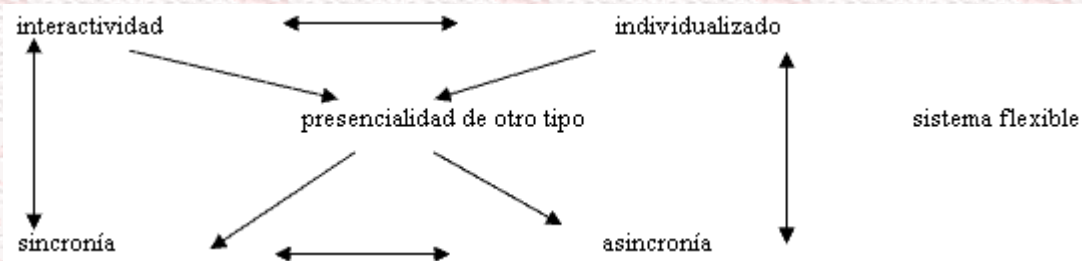 interactividad individualizado
presencialidad de otro tipo sistema flexible
sincronía asincronía